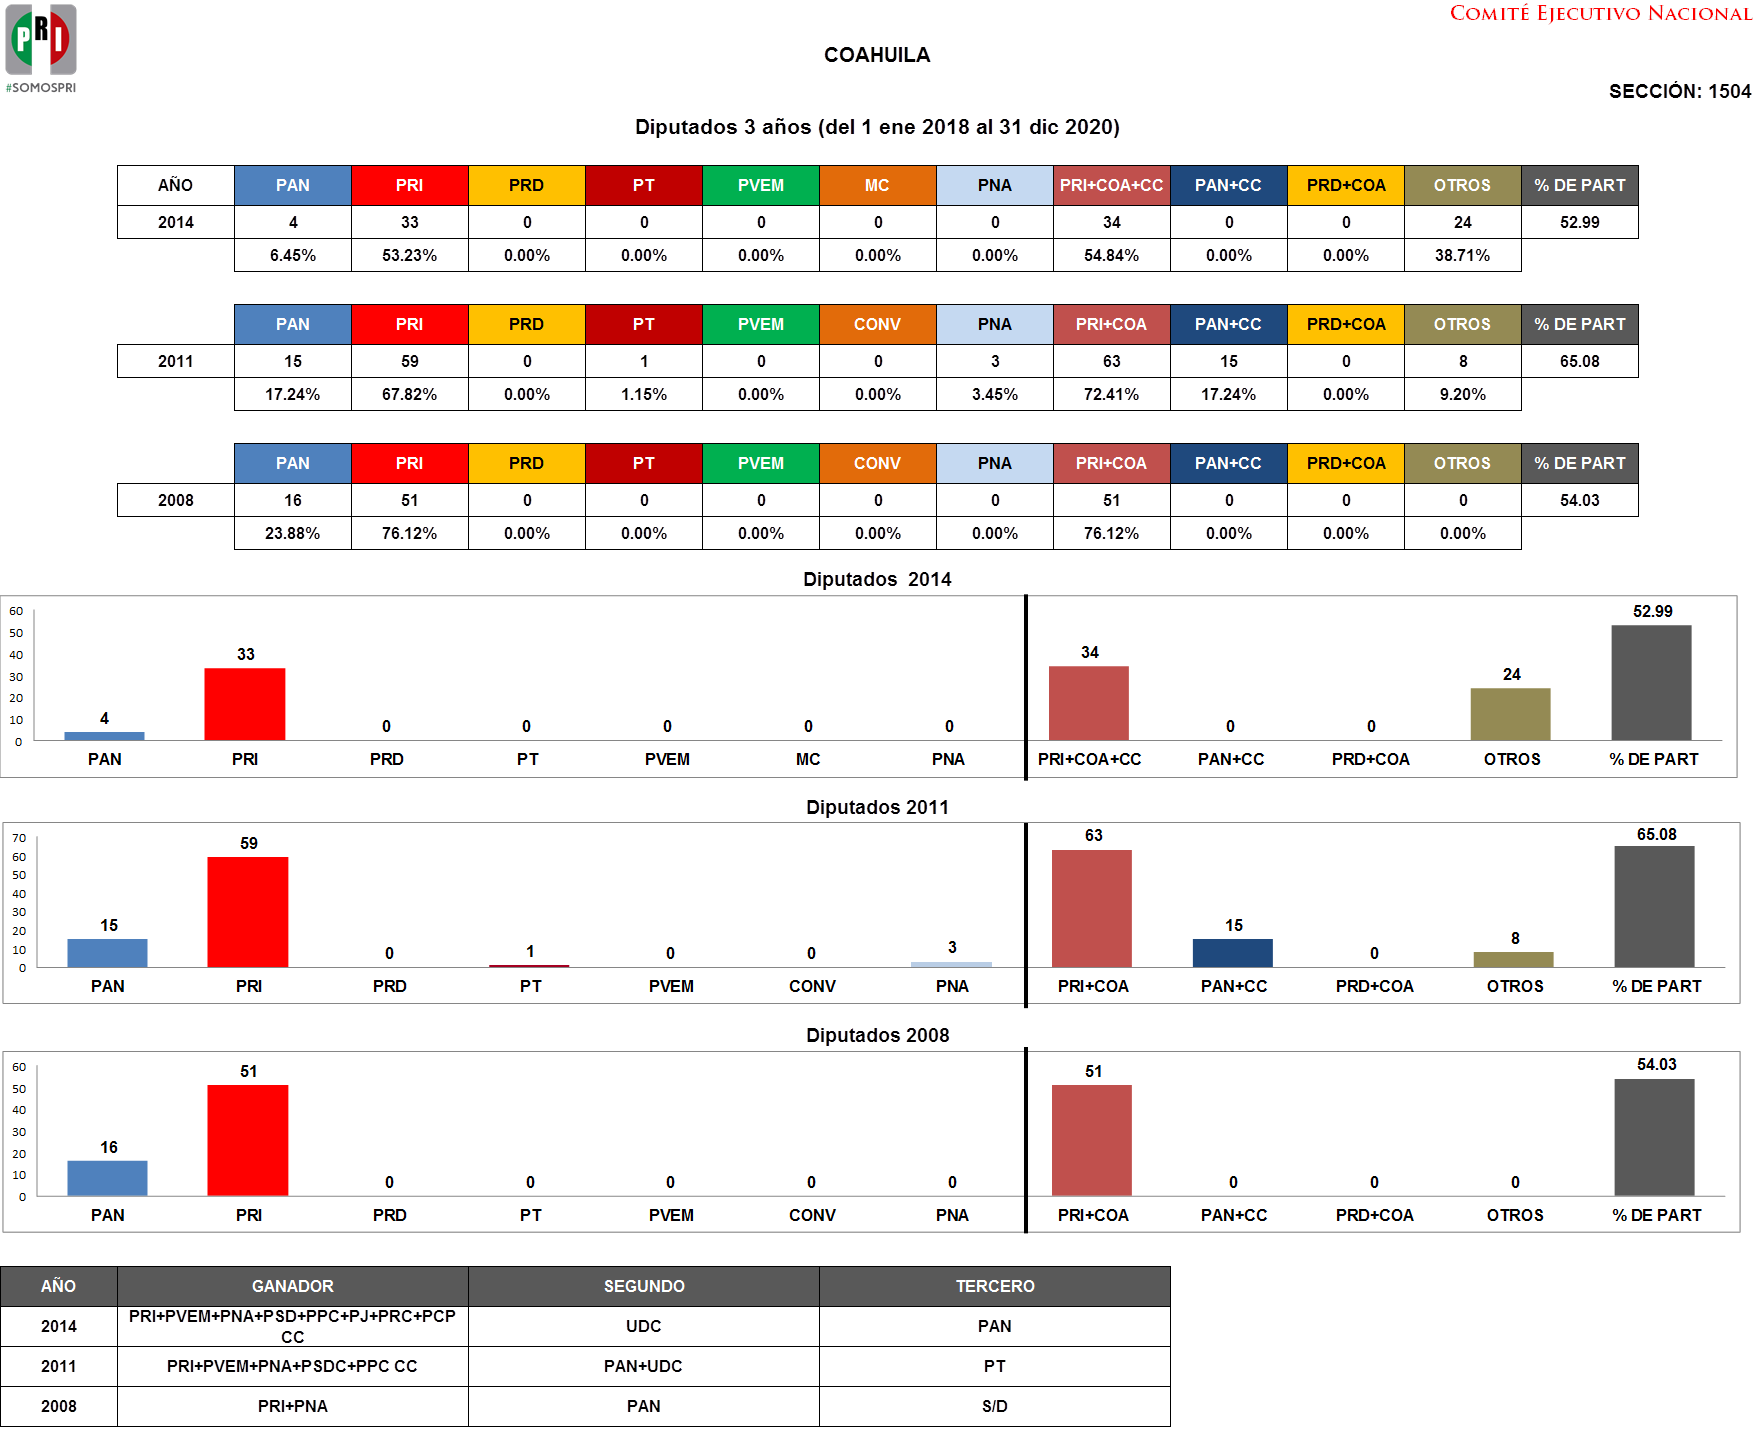 PRI
#SOMOSPRI
COMITÉ EJECUTIVO NACIONAL
COAHUILA
SECCIÓN: 1504
Diputados 3 años (del 1 ene 2018 al 31 dic 2020)
AÑO PAN PRI PRD PT PVEM MC PNA PRI+COA+CC PAN+CC PRD+COA OTROS % DE PART
2014 4 33 0 0 0 0 0 34 0 0 24 52.99
6.45% 53.23% 0.00% 0.00% 0.00% 0.00% 0.00% 54.84% 0.00% 0.00% 38.71%
PAN PRI PRD PT PVEM CONV PNA PRI+COA PAN+CC PRD+COA OTROS % DE PART
2011 15 59 0 1 0 0 3 63 15 0 8 65.08
17.24% 67.82% 0.00% 1.15% 0.00% 0.00% 3.45% 72.41% 17.24% 0.00% 9.20%
PAN PRI PRD PT PVEM CONV PNA PRI+COA PAN+CC PRD+COA OTROS % DE PART
2008 16 51 0 0 0 0 0 51 0 0 0 54.03
23.88% 76.12% 0.00% 0.00% 0.00% 0.00% 0.00% 76.12% 0.00% 0.00% 0.00%
Diputados 2014
60
50
40
30
20
10
0
4 33 0 0 0 0 0 34 0 0 24 52.99
PAN PRI PRD PT PVEM MC PNA PRI+COA+CC PAN+CC PRD+COA OTROS % DE PART
Diputados 2011
70
60
50
40
30
20
10
0
15 59 0 1 0 0 3 63 15 0 8 65.08
PAN PRI PRD PT PVEM CONV PNA PRI+COA PAN+CC PRD+COA OTROS % DE PART
Diputados 2008
60
50
40
30
20
10
0
16 51 0 0 0 0 0 51 0 0 0 54.03
PAN PRI PRD PT PVEM CONV PNA PRI+COA PAN+CC PRD+COA OTROS % DE PART
AÑO GANADOR SEGUNDO TERCERO
2014 PRI+PVEM+PNA+PSD+PPC+PJ+PRC+PCP CC UDC PAN
2011 PRI+PVEM+PNA+PSDC+PPC CC PAN+UDC PT
2008 PRI+PNA PAN S/D